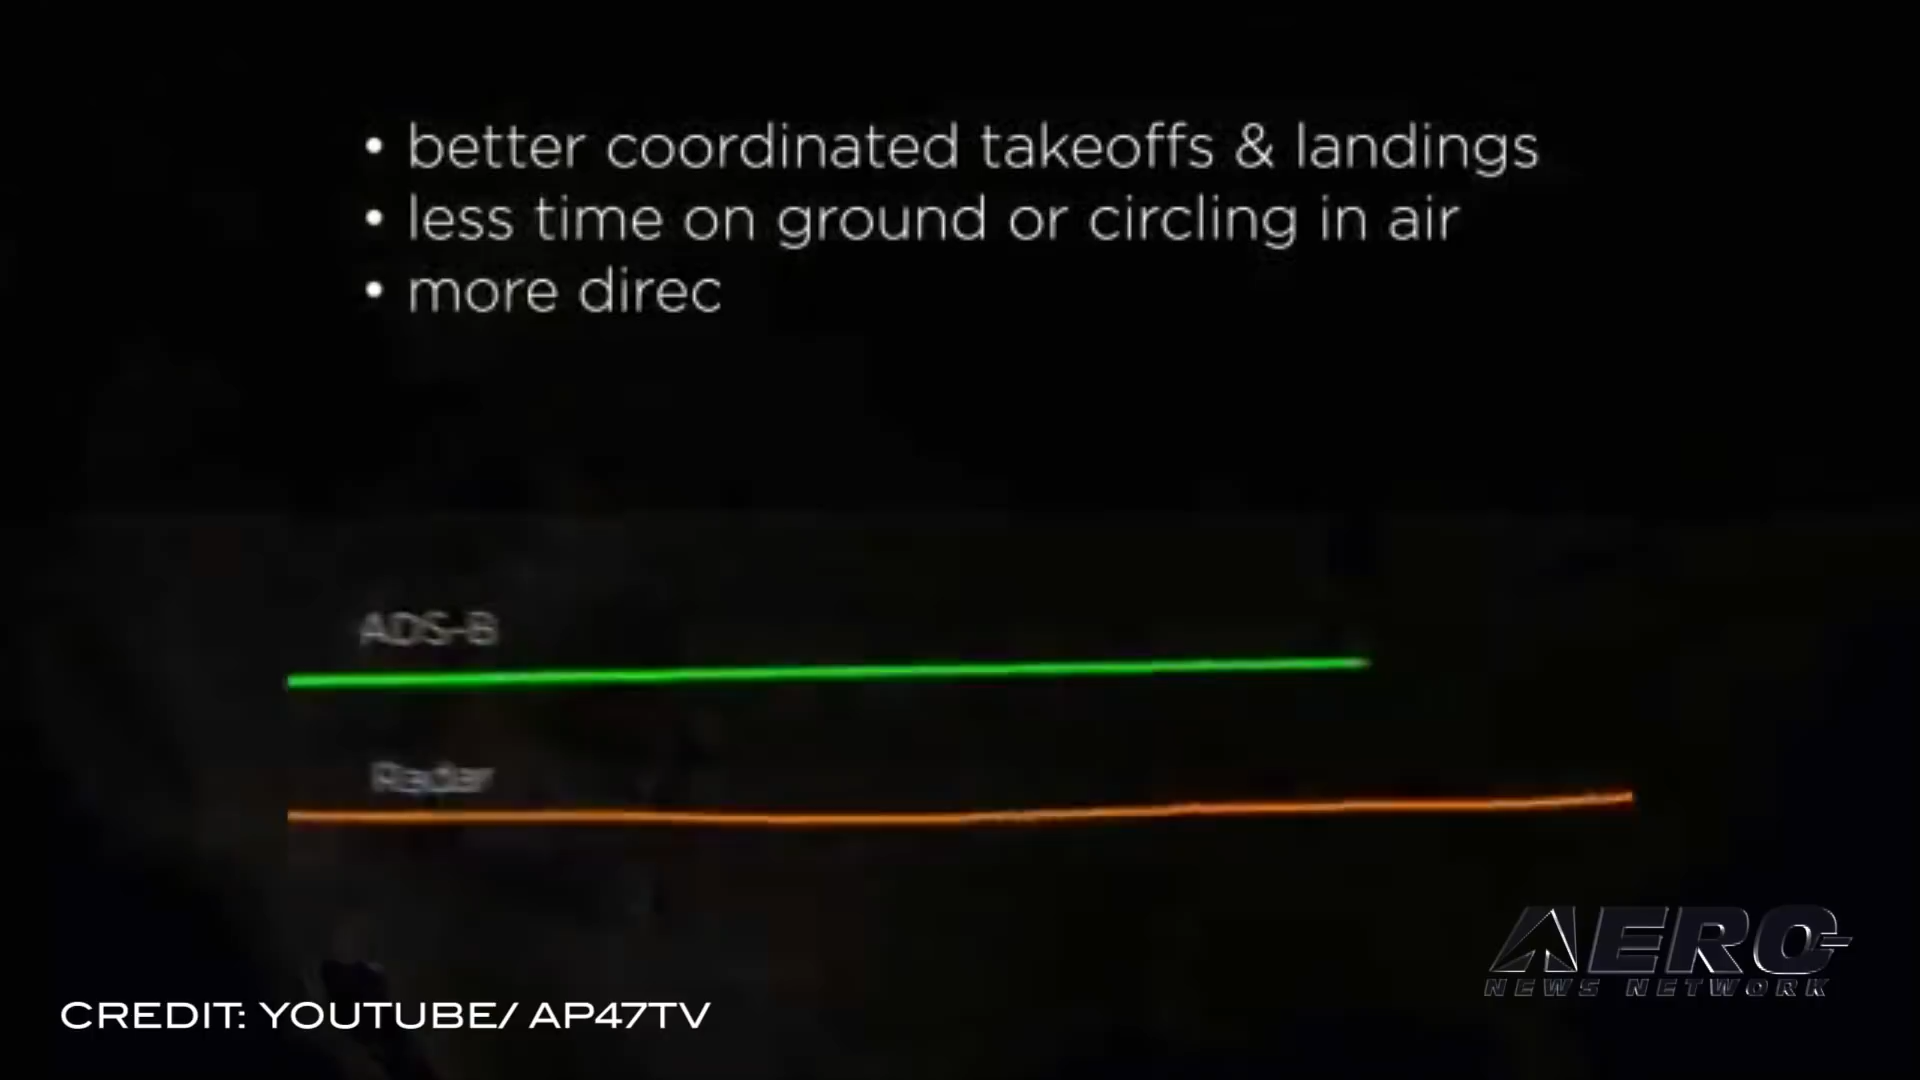 • better coordinated takeoffs & landings
• less time on ground or circling in air
• more direc
ADS-B
Radar
AERO
NEWS NETWORK
CREDIT: YOUTUBE/ AP47TV